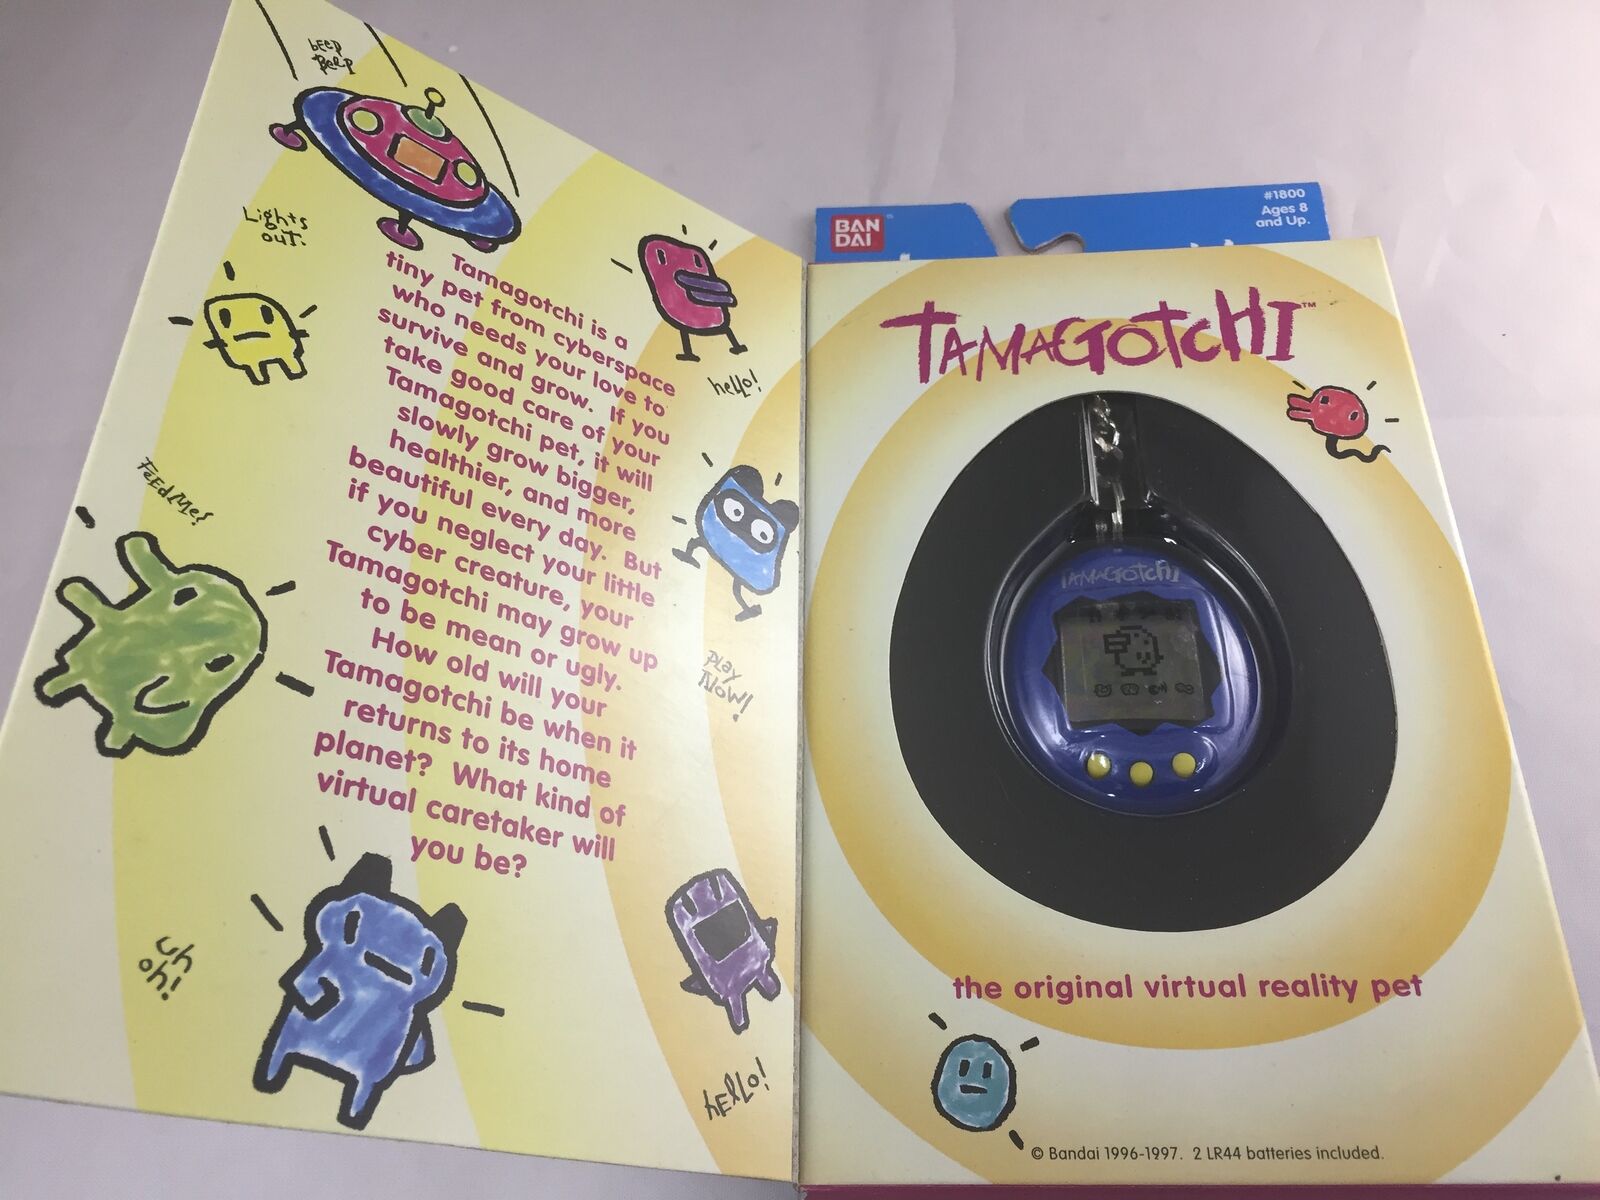 beep
Beep
Lights
out!
Tamagotchi is a
tiny pet from cyberspace
who needs your love to
survive and grow. If you
take good care of your
Tamagotchi pet, it will
slowly grow bigger,
healthier, and more
beautiful every day. But
if you neglect your little
cyber creature, your
Tamagotchi may grow up
to be mean or ugly.
How old will your
Tamagotchi be when it
returns to its home
planet? What kind of
virtual caretaker will
you be?
hello!
Feed Me!
Play
Now!
Uh
oh!
hello!
BAN
DAI
#1800
Ages 8
and Up.
TAMAGOTCHI™
TAMAGOTCHI
the original virtual reality pet
© Bandai 1996-1997. 2 LR44 batteries included.